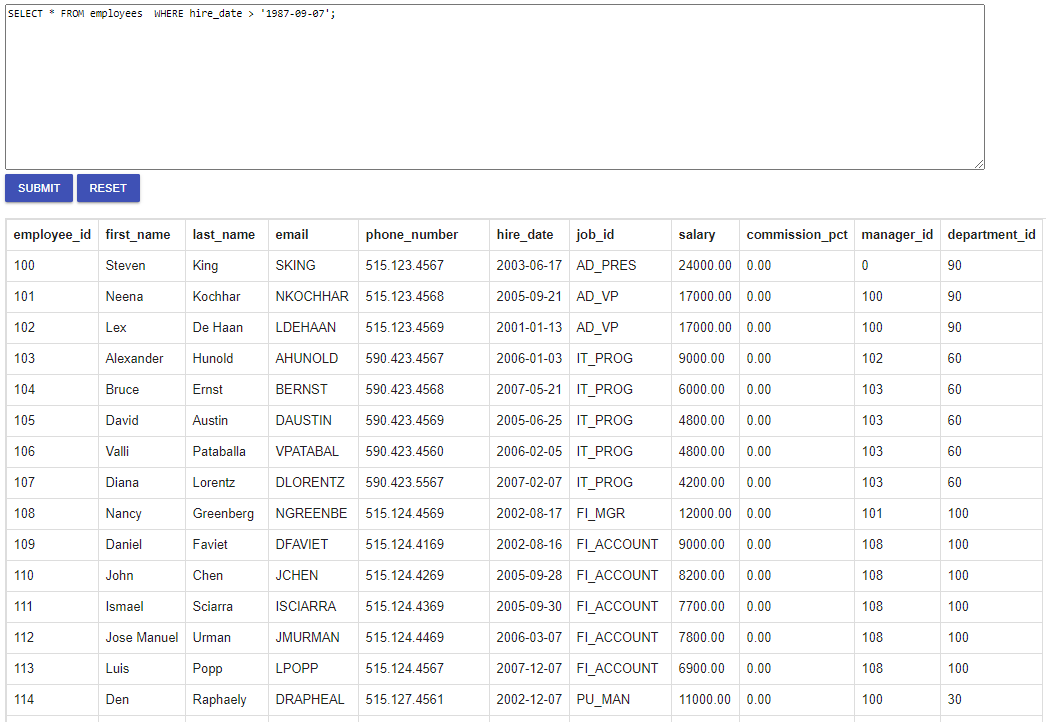 SELECT * FROM employees  WHERE hire_date > '1987-09-07';
SUBMIT RESET
employee_id first_name last_name email phone_number hire_date job_id salary commission_pct manager_id department_id
100 Steven King SKING 515.123.4567 2003-06-17 AD_PRES 24000.00 0.00 0 90
101 Neena Kochhar NKOCHHAR 515.123.4568 2005-09-21 AD_VP 17000.00 0.00 100 90
102 Lex De Haan LDEHAAN 515.123.4569 2001-01-13 AD_VP 17000.00 0.00 100 90
103 Alexander Hunold AHUNOLD 590.423.4567 2006-01-03 IT_PROG 9000.00 0.00 102 60
104 Bruce Ernst BERNST 590.423.4568 2007-05-21 IT_PROG 6000.00 0.00 103 60
105 David Austin DAUSTIN 590.423.4569 2005-06-25 IT_PROG 4800.00 0.00 103 60
106 Valli Pataballa VPATABAL 590.423.4560 2006-02-05 IT_PROG 4800.00 0.00 103 60
107 Diana Lorentz DLORENTZ 590.423.5567 2007-02-07 IT_PROG 4200.00 0.00 103 60
108 Nancy Greenberg NGREENBE 515.124.4569 2002-08-17 FI_MGR 12000.00 0.00 101 100
109 Daniel Faviet DFAVIET 515.124.4169 2002-08-16 FI_ACCOUNT 9000.00 0.00 108 100
110 John Chen JCHEN 515.124.4269 2005-09-28 FI_ACCOUNT 8200.00 0.00 108 100
111 Ismael Sciarra ISCIARRA 515.124.4369 2005-09-30 FI_ACCOUNT 7700.00 0.00 108 100
112 Jose Manuel Urman JMURMAN 515.124.4469 2006-03-07 FI_ACCOUNT 7800.00 0.00 108 100
113 Luis Popp LPOPP 515.124.4567 2007-12-07 FI_ACCOUNT 6900.00 0.00 108 100
114 Den Raphaely DRAPHEAL 515.127.4561 2002-12-07 PU_MAN 11000.00 0.00 100 30